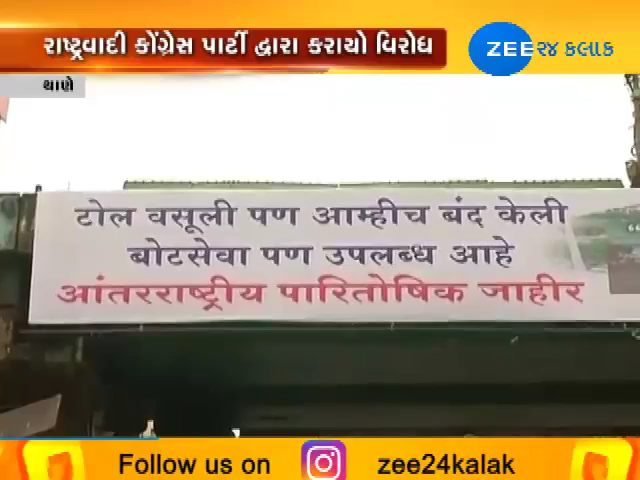 રાષ્ટ્રવાદી કોંગ્રેસ પાર્ટી દ્વારા કરાયો વિરોધ
ZEE ૨૪ કલાક
થાણે
टोल वसूली पण आम्हीच बंद केली
बोटसेवा पण उपलब्ध आहे
आंतरराष्ट्रीय पारितोषिक जाहीर
Follow us on zee24kalak